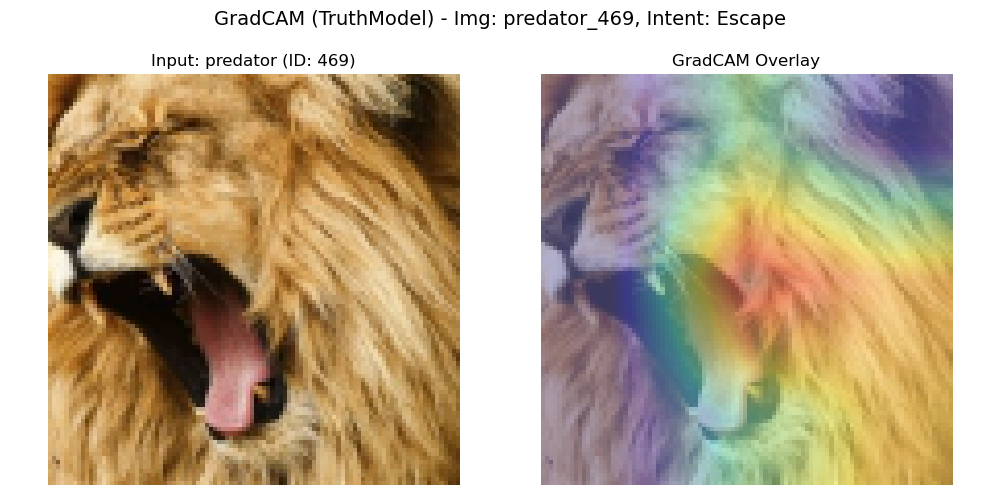 GradCAM (TruthModel) - Img: predator_469, Intent: Escape
Input: predator (ID: 469)
GradCAM Overlay